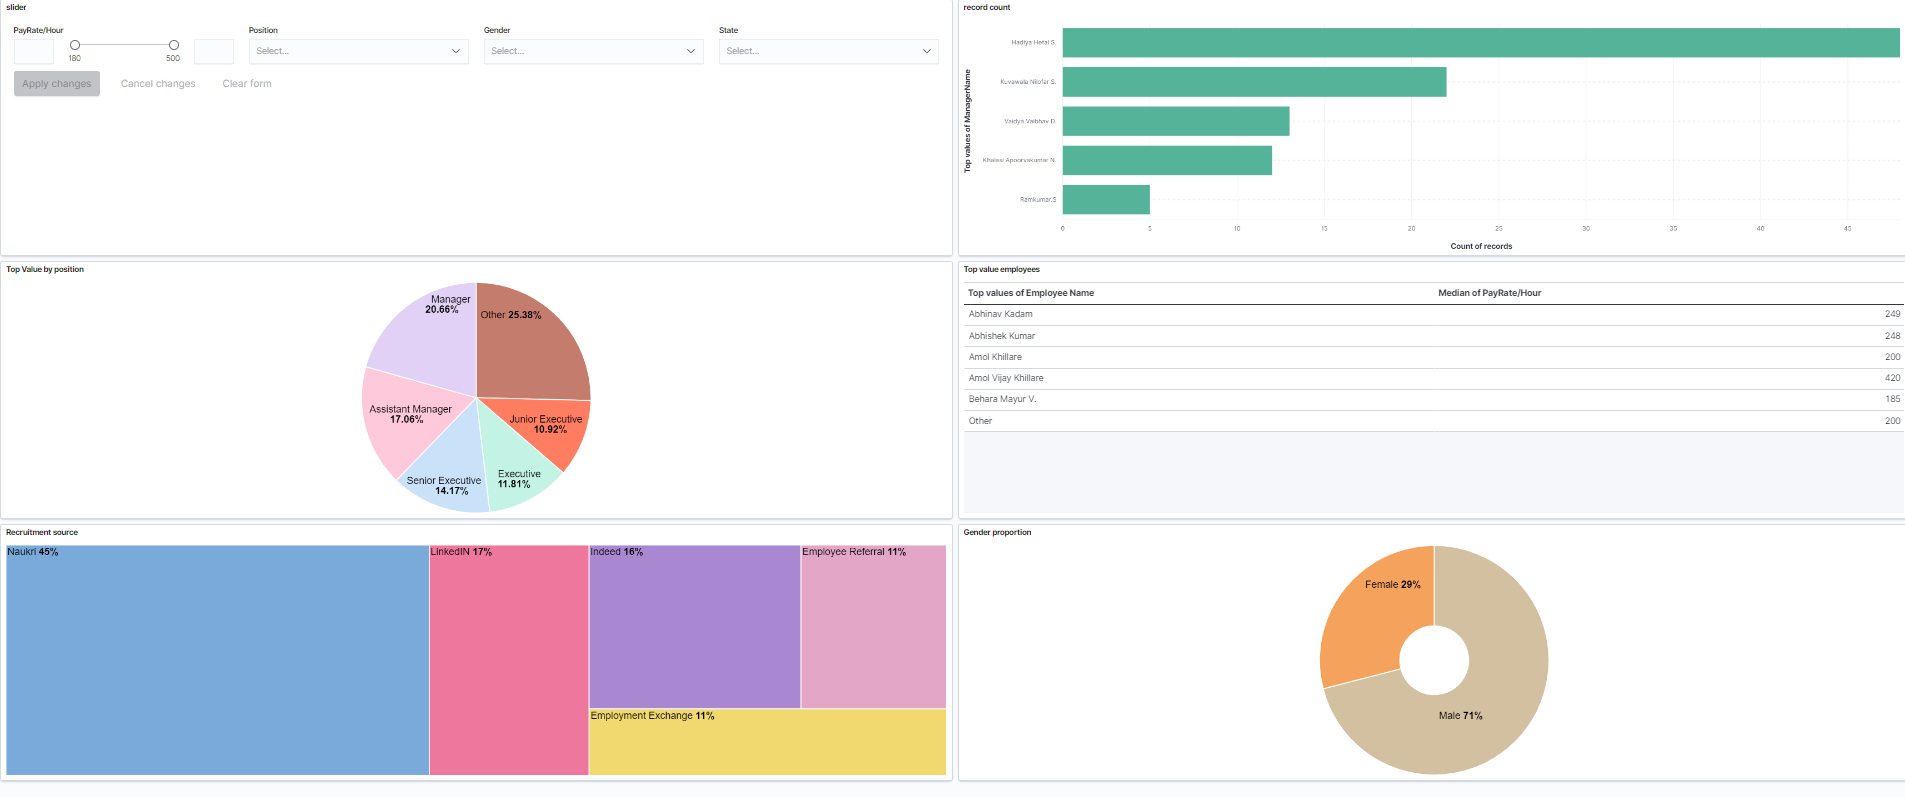 slider
PayRate/Hour
180
500
Position
Select...
Gender
Select...
State
Select...
Apply changes
Cancel changes
Clear form
record count
Top values of ManagerName
Hadiya Hetal S.
Kuvawala Nilofar S.
Vaidya Vaibhav D.
Khalasi Apoorvakumar N.
Ramkumar.S
0 5 10 15 20 25 30 35 40 45
Count of records
Top Value by position
Manager
20.66%
Other 25.38%
Assistant Manager
17.06%
Junior Executive
10.92%
Senior Executive
14.17%
Executive
11.81%
Top value employees
Top values of Employee Name Median of PayRate/Hour
Abhinav Kadam 249
Abhishek Kumar 248
Amol Khillare 200
Amol Vijay Khillare 420
Behara Mayur V. 185
Other 200
Recruitment source
Naukri 45%
LinkedIN 17%
Indeed 16%
Employee Referral 11%
Employment Exchange 11%
Gender proportion
Female 29%
Male 71%